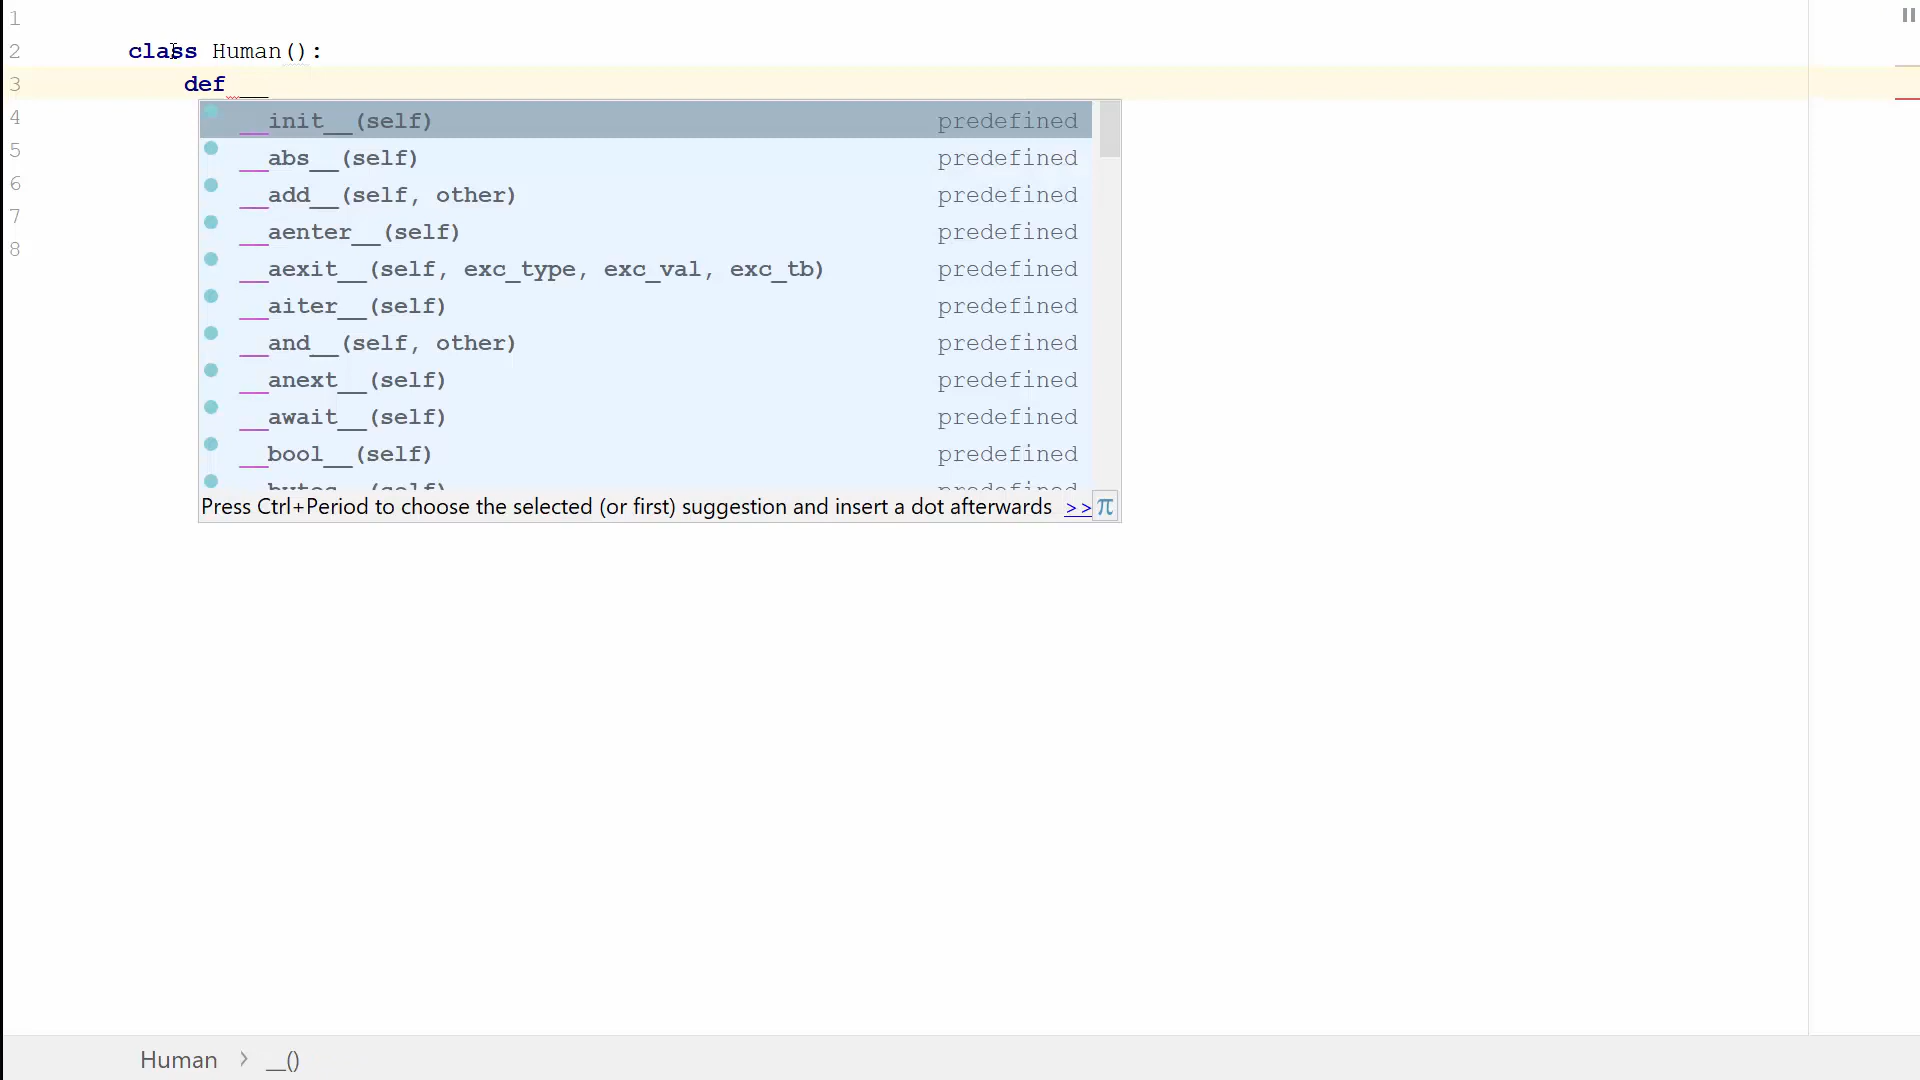 1
2 class Human():
3 def __
4 __init__(self) predefined
__abs__(self) predefined
5
6 __add__(self, other) predefined
7 __aenter__(self) predefined
8
__aexit__(self, exc_type, exc_val, exc_tb) predefined
__aiter__(self) predefined
__and__(self, other) predefined
__anext__(self) predefined
__await__(self) predefined
__bool__(self) predefined
__bytes__(self) predefined
Press Ctrl+Period to choose the selected (or first) suggestion and insert a dot afterwards >> π
Human > __()